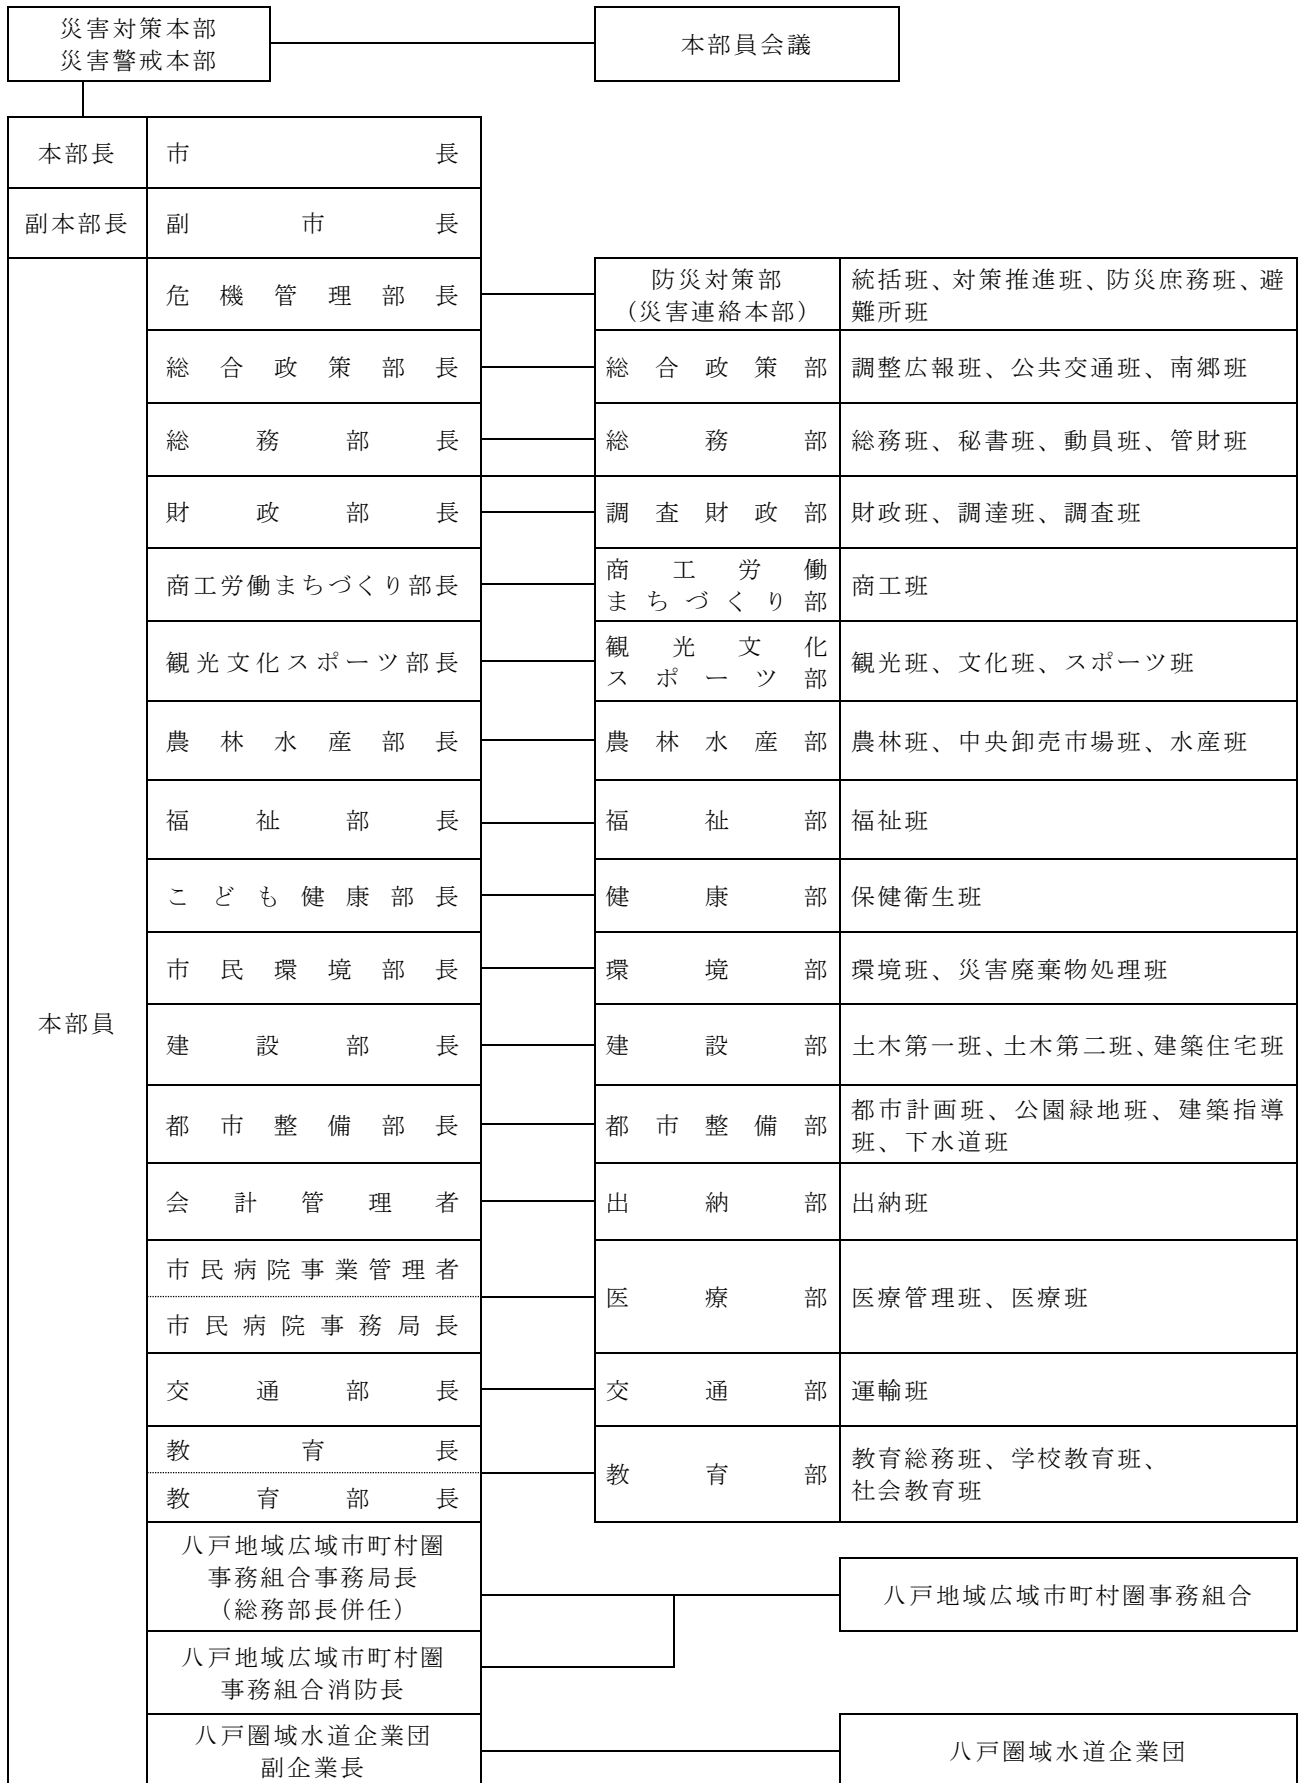 災害対策本部
災害警戒本部
本部員会議
本部長
市長
副本部長
副市長
本部員
危機管理部長
防災対策部
（災害連絡本部）
統括班、対策推進班、防災庶務班、避
難所班
総合政策部長
総合政策部
調整広報班、公共交通班、南郷班
総務部長
総務部
総務班、秘書班、動員班、管財班
財政部長
調査財政部
財政班、調達班、調査班
商工労働まちづくり部長
商工労働
まちづくり部
商工班
観光文化スポーツ部長
観光文化
スポーツ部
観光班、文化班、スポーツ班
農林水産部長
農林水産部
農林班、中央卸売市場班、水産班
福祉部長
福祉部
福祉班
こども健康部長
健康部
保健衛生班
市民環境部長
環境部
環境班、災害廃棄物処理班
建設部長
建設部
土木第一班、土木第二班、建築住宅班
都市整備部長
都市整備部
都市計画班、公園緑地班、建築指導
班、下水道班
会計管理者
出納部
出納班
市民病院事業管理者
市民病院事務局長
医療部
医療管理班、医療班
交通部長
交通部
運輸班
教育長
教育部長
教育部
教育総務班、学校教育班、
社会教育班
八戸地域広域市町村圏
事務組合事務局長
（総務部長併任）
八戸地域広域市町村圏事務組合
八戸地域広域市町村圏
事務組合消防長
八戸圏域水道企業団
副企業長
八戸圏域水道企業団